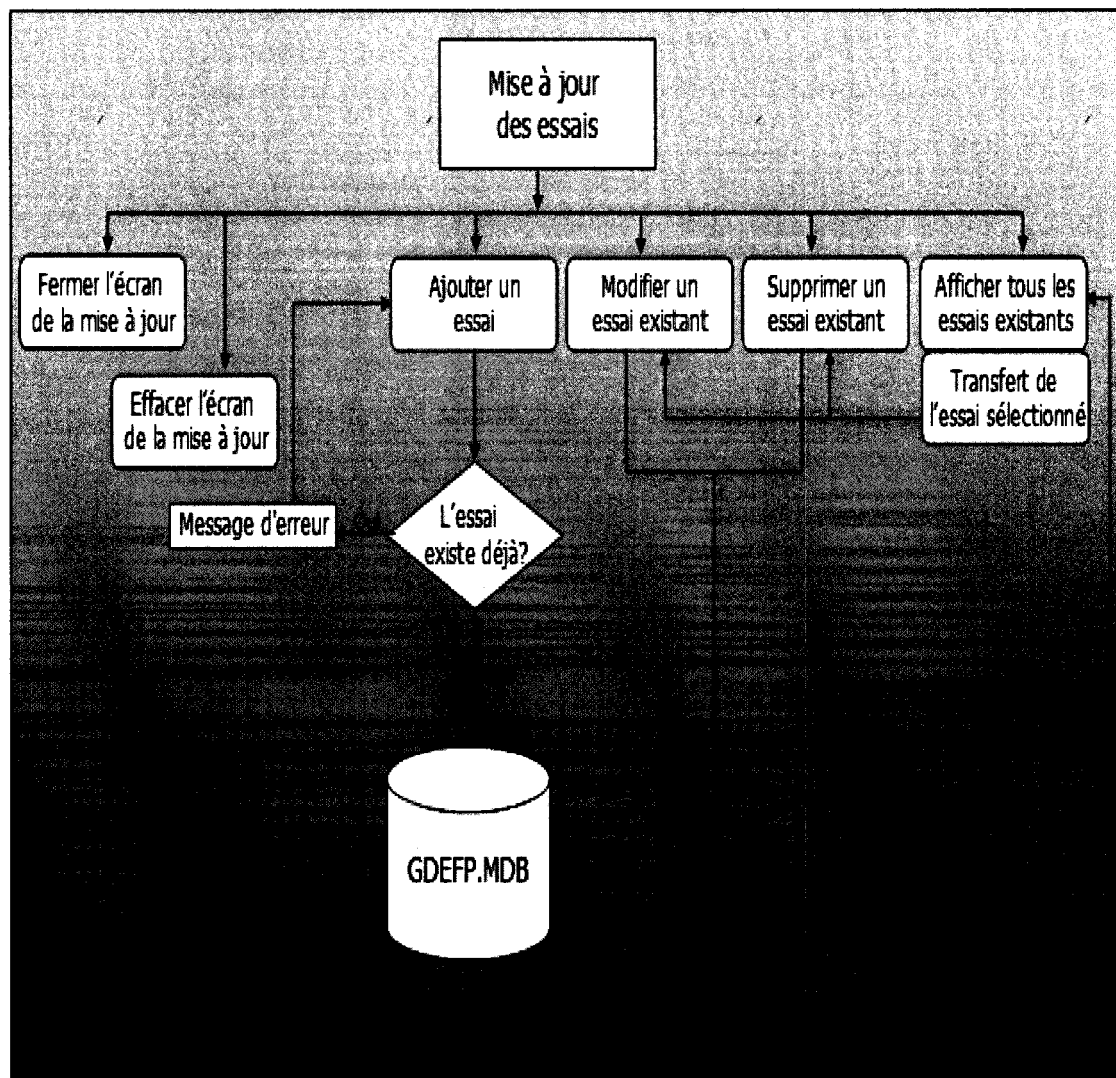 Mise à jour
des essais
Fermer l'écran
de la mise à jour
Effacer l'écran
de la mise à jour
Ajouter un
essai
Modifier un
essai existant
Supprimer un
essai existant
Afficher tous les
essais existants
Transfert de
l'essai sélectionné
Message d'erreur
L'essai
existe déjà?
GDEFP.MDB